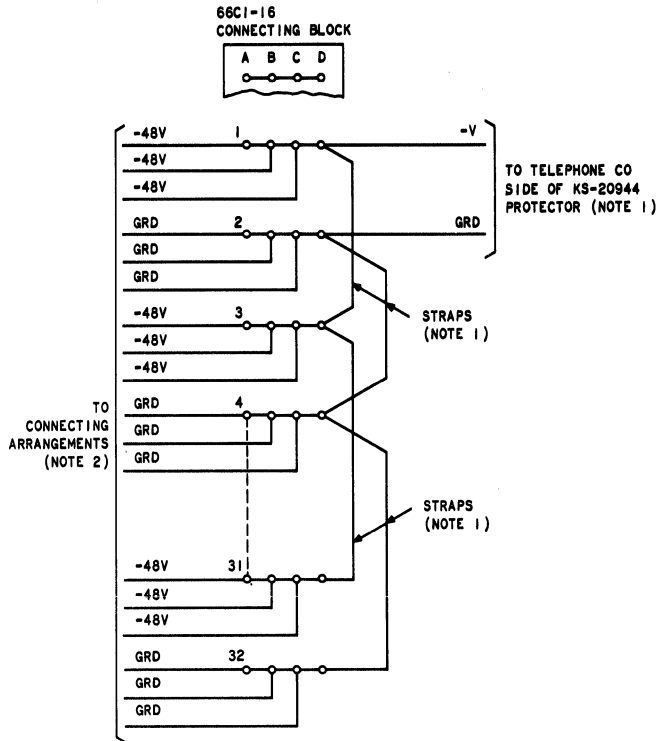 66C1-16
CONNECTING BLOCK
A B C D
-48V 1 -V
-48V
-48V
TO TELEPHONE CO
SIDE OF KS-20944
PROTECTOR (NOTE 1)
GRD 2 GRD
GRD
GRD
-48V 3
-48V
-48V
STRAPS
(NOTE 1)
GRD 4
GRD
GRD
TO
CONNECTING
ARRANGEMENTS
(NOTE 2)
STRAPS
(NOTE 1)
-48V 31
-48V
-48V
GRD 32
GRD
GRD